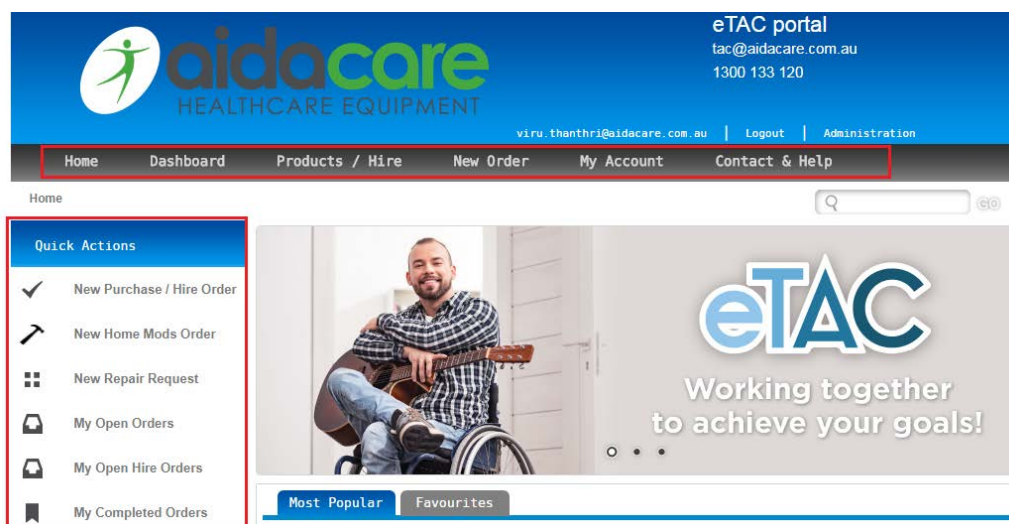 eTAC portal
tac@aidacare.com.au
1300 133 120
aidacare
HEALTHCARE EQUIPMENT
viru.thanthri@aidacare.com.au | Logout | Administration
Home Dashboard Products / Hire New Order My Account Contact & Help
Home
GO
Quick Actions
New Purchase / Hire Order
New Home Mods Order
New Repair Request
My Open Orders
My Open Hire Orders
My Completed Orders
eTAC
Working together
to achieve your goals!
Most Popular Favourites